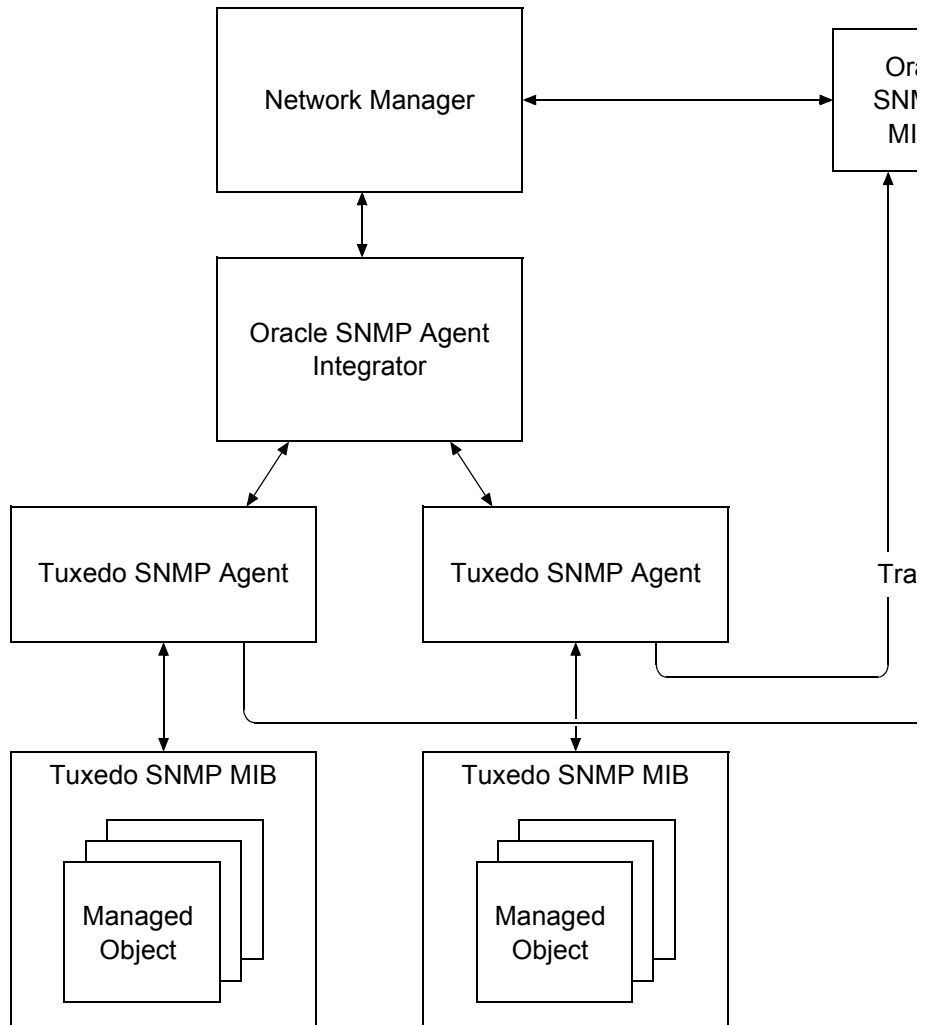 Network Manager
Oracle SNMP Agent
Integrator
Tuxedo SNMP Agent
Tuxedo SNMP Agent
Tuxedo SNMP MIB
Tuxedo SNMP MIB
Managed
Object
Managed
Object